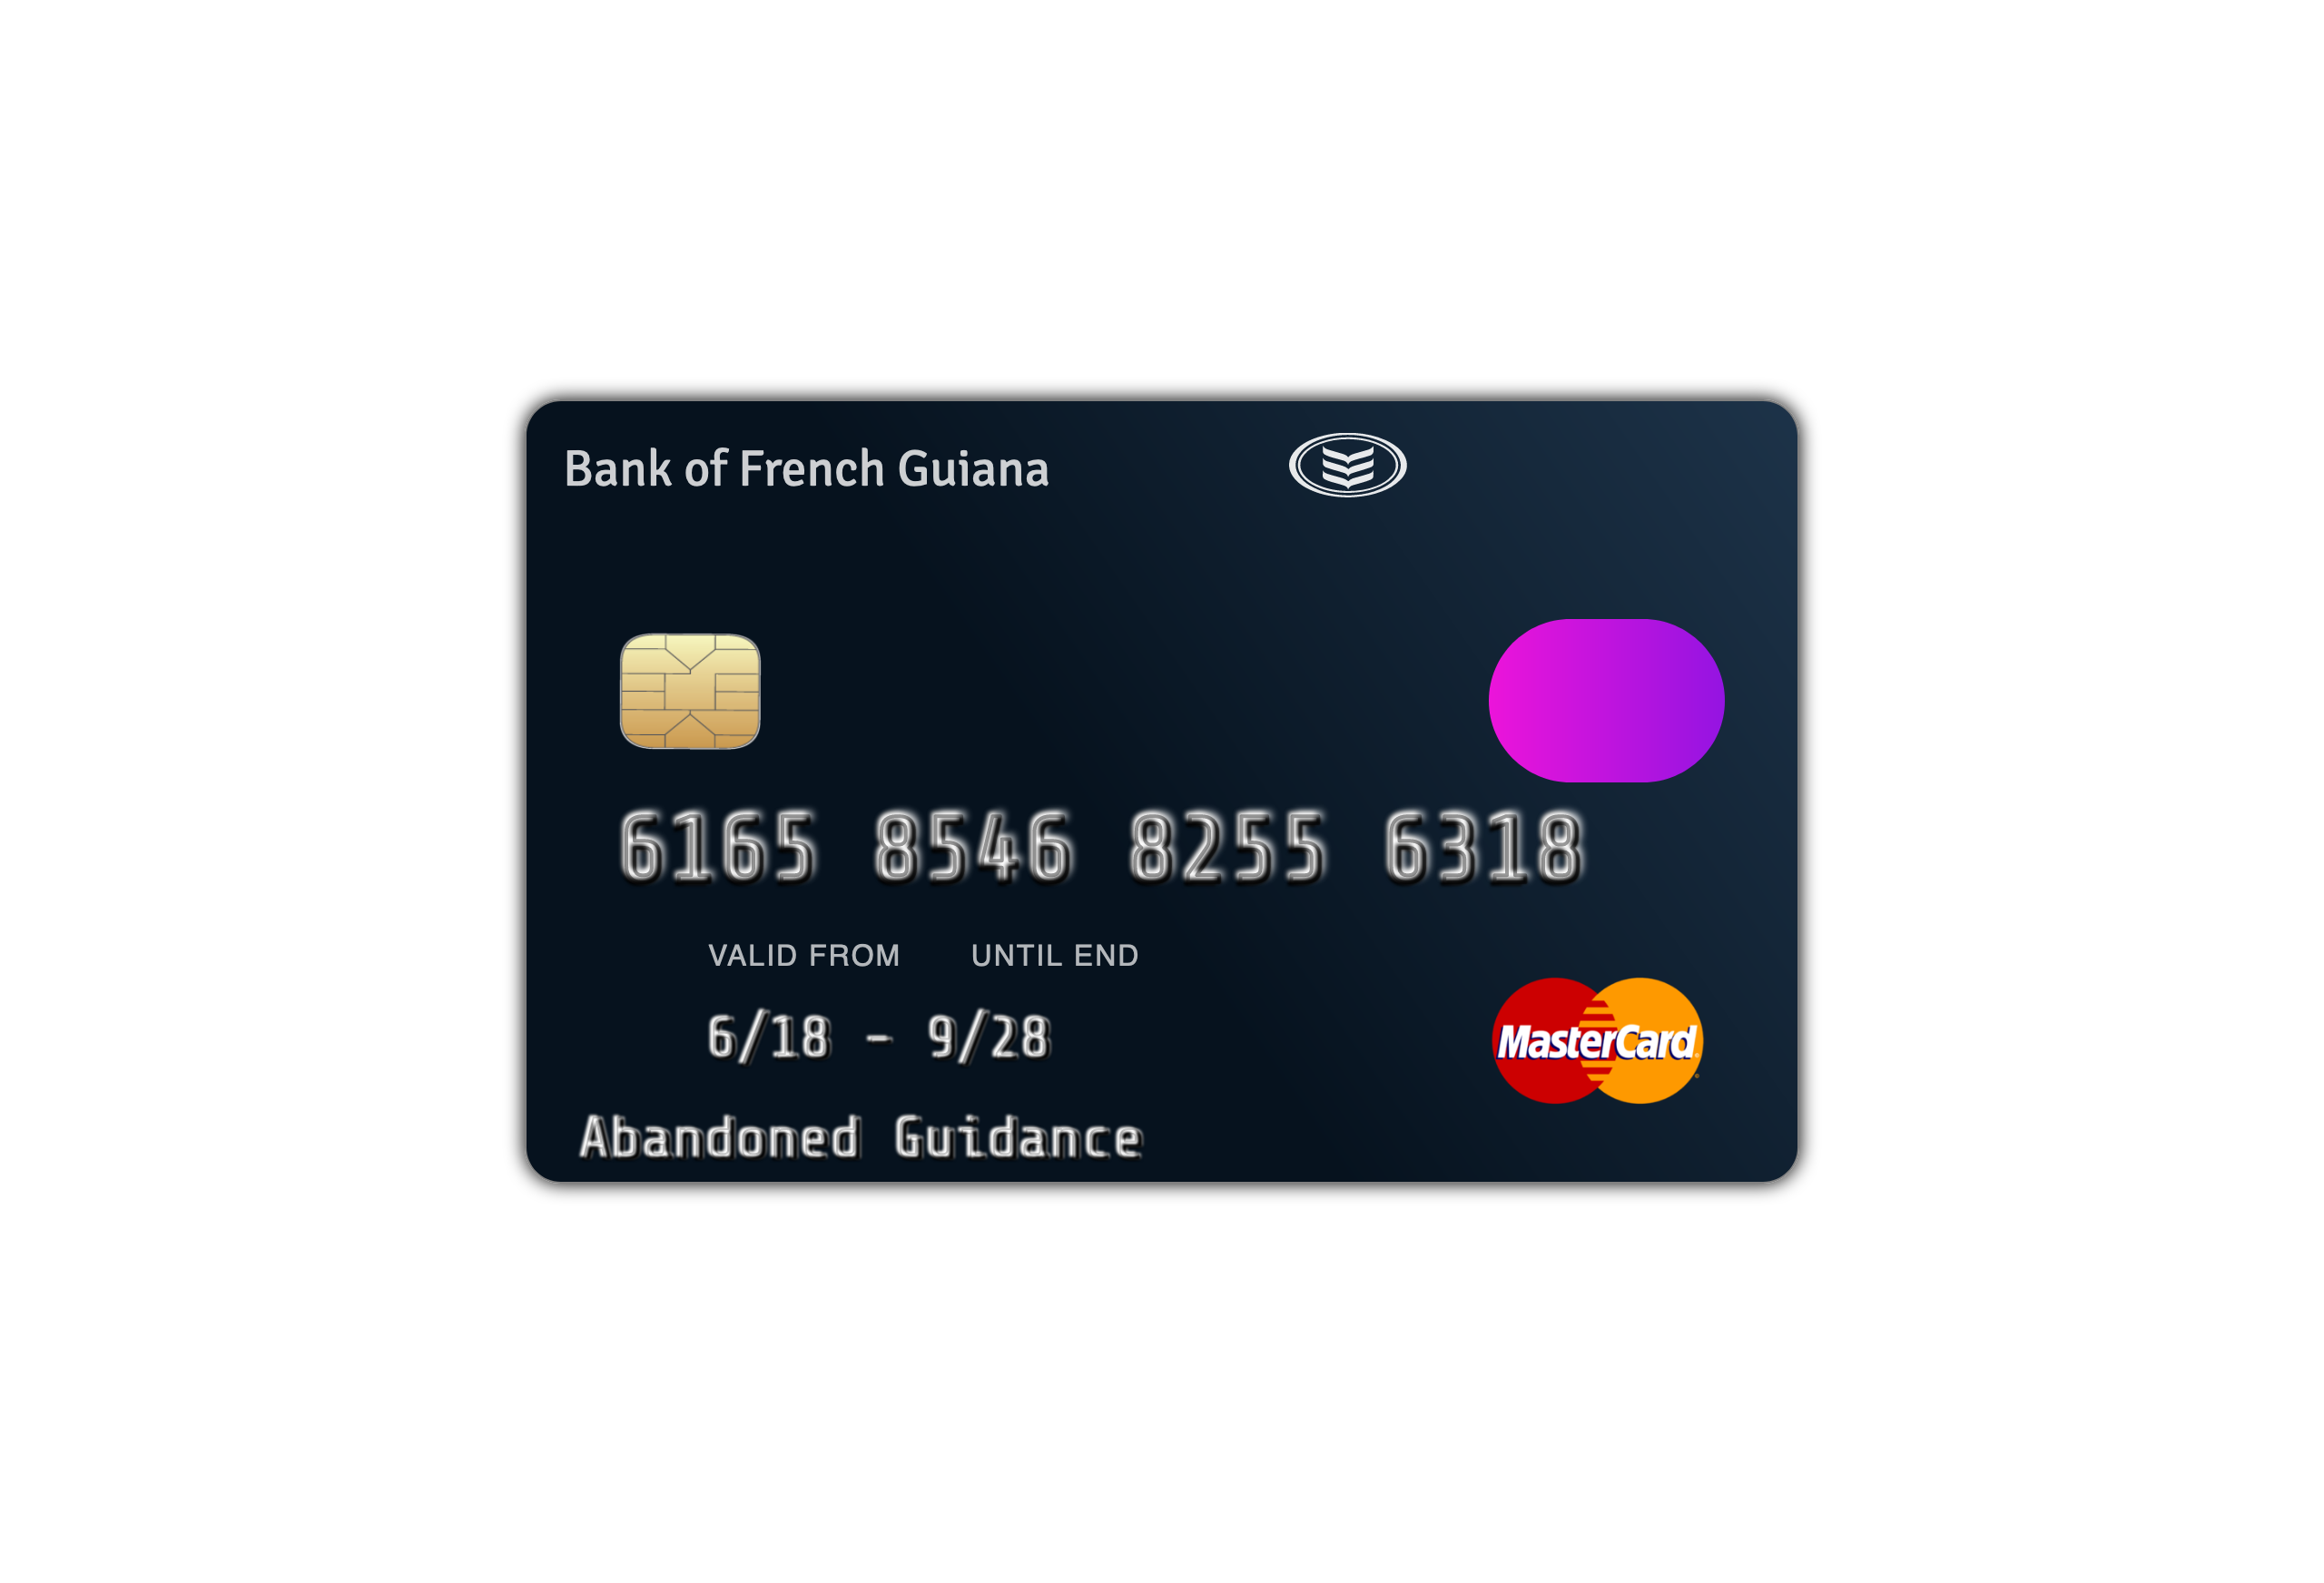 Bank of French Guiana
6165 8546 8255 6318
VALID FROM UNTIL END
6/18 - 9/28
MasterCard
Abandoned Guidance